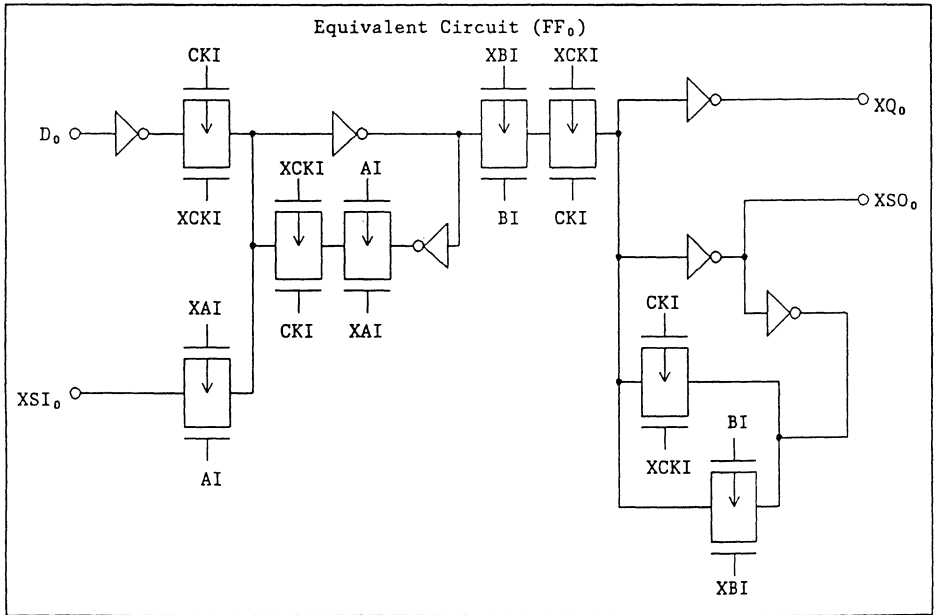 Equivalent Circuit (FF₀)
CKI
XBI
XCKI
D₀
XQ₀
XCKI
AI
XCKI
BI
CKI
XSO₀
XAI
CKI
XAI
CKI
XSI₀
XCKI
BI
AI
XBI